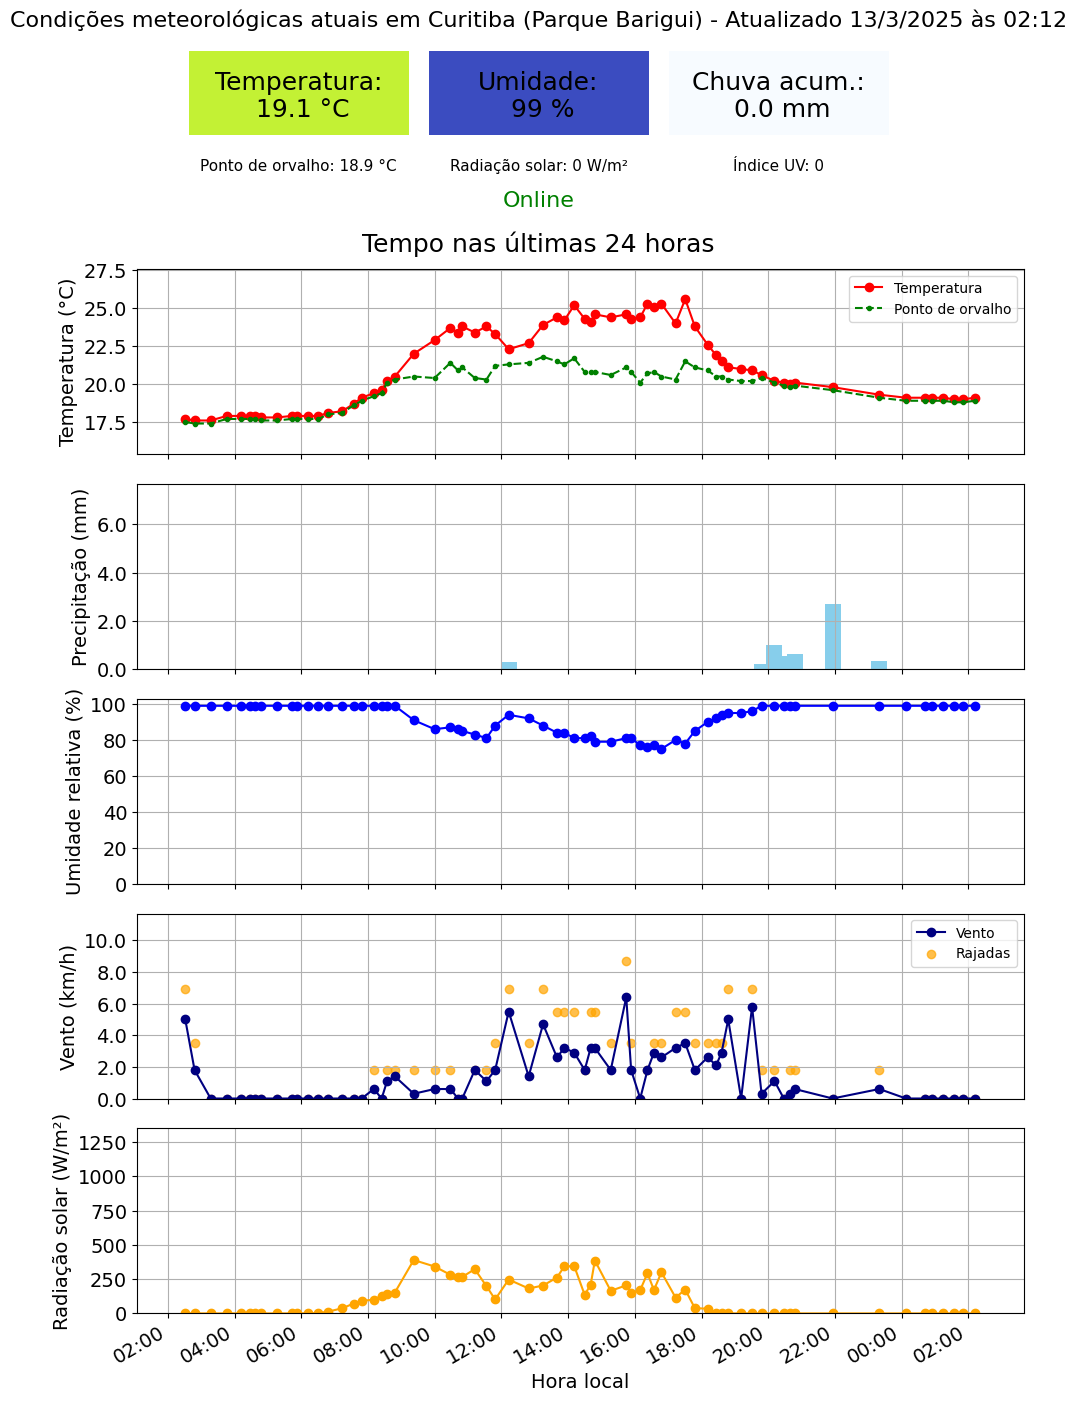 Condições meteorológicas atuais em Curitiba (Parque Barigui) - Atualizado 13/3/2025 às 02:12
Temperatura:
19.1 °C
Umidade:
99 %
Chuva acum.:
0.0 mm
Ponto de orvalho: 18.9 °C
Radiação solar: 0 W/m²
Índice UV: 0
Online
Tempo nas últimas 24 horas
Temperatura (°C)
27.5
25.0
22.5
20.0
17.5
Temperatura
Ponto de orvalho
Precipitação (mm)
6.0
4.0
2.0
0.0
Umidade relativa (%)
100
80
60
40
20
0
Vento (km/h)
10.0
8.0
6.0
4.0
2.0
0.0
Vento
Rajadas
Radiação solar (W/m²)
1250
1000
750
500
250
0
02:00
04:00
06:00
08:00
10:00
12:00
14:00
16:00
18:00
20:00
22:00
00:00
02:00
Hora local